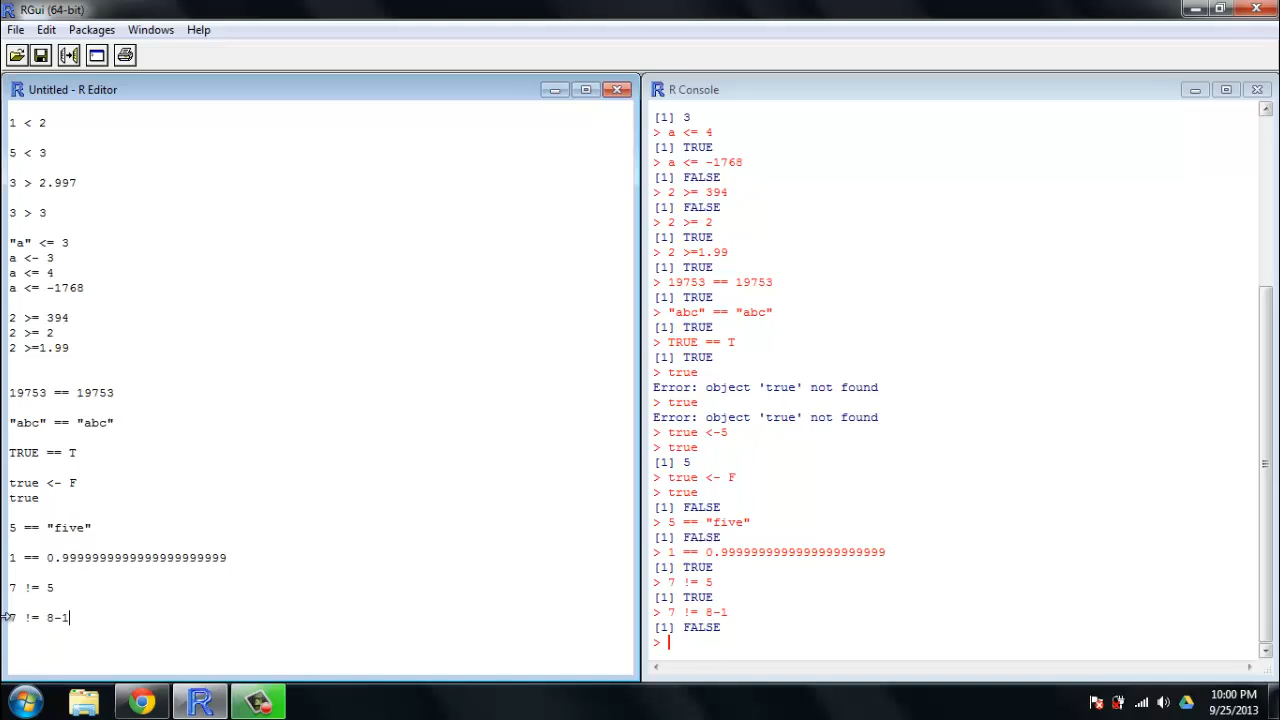 RGui (64-bit)
File Edit Packages Windows Help
Untitled - R Editor
1 < 2
5 < 3
3 > 2.997
3 > 3
"a" <= 3
a <- 3
a <= 4
a <= -1768
2 >= 394
2 >= 2
2 >=1.99
19753 == 19753
"abc" == "abc"
TRUE == T
true <- F
true
5 == "five"
1 == 0.9999999999999999999999
7 != 5
7 != 8-1
R Console
[1] 3
> a <= 4
[1] TRUE
> a <= -1768
[1] FALSE
> 2 >= 394
[1] FALSE
> 2 >= 2
[1] TRUE
> 2 >=1.99
[1] TRUE
> 19753 == 19753
[1] TRUE
> "abc" == "abc"
[1] TRUE
> TRUE == T
[1] TRUE
> true
Error: object 'true' not found
> true
Error: object 'true' not found
> true <-5
> true
[1] 5
> true <- F
> true
[1] FALSE
> 5 == "five"
[1] FALSE
> 1 == 0.9999999999999999999999
[1] TRUE
> 7 != 5
[1] TRUE
> 7 != 8-1
[1] FALSE
>
10:00 PM
9/25/2013